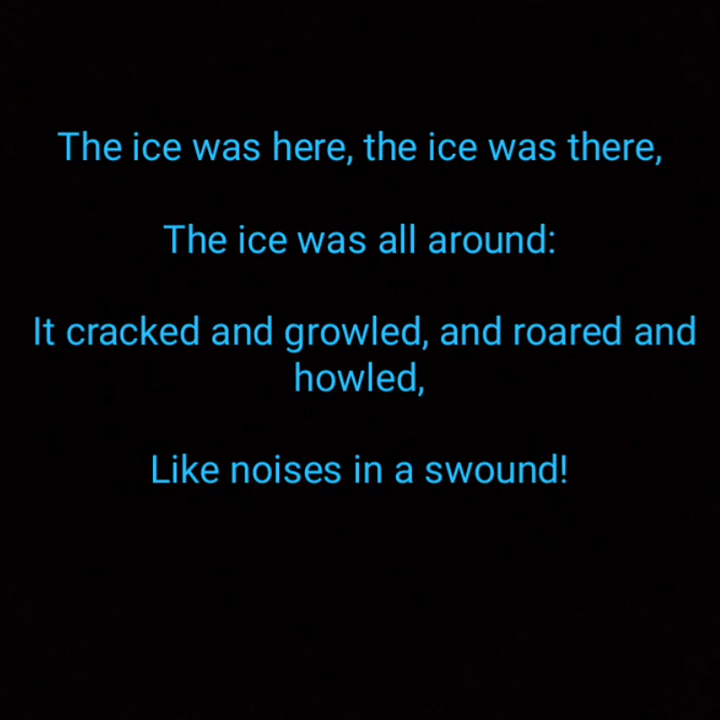 The ice was here, the ice was there,
The ice was all around:
It cracked and growled, and roared and
howled,
Like noises in a swound!